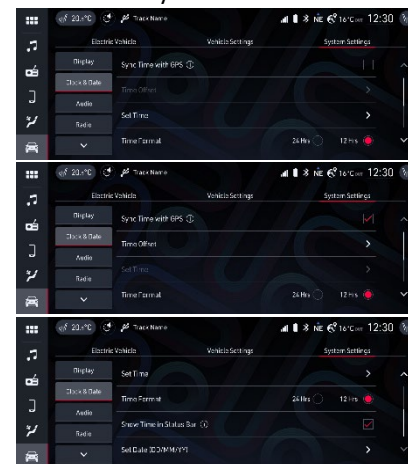 20.5°C Track Name NE 16°C 12:30
Electric Vehicle Vehicle Settings System Settings
Display
Sync Time with GPS
Clock & Date
Time Offset
Audio
Set Time
Radio
Time Format 24 Hrs 12 Hrs
20.5°C Track Name NE 16°C 12:30
Electric Vehicle Vehicle Settings System Settings
Display
Sync Time with GPS
Clock & Date
Time Offset
Audio
Set Time
Radio
Time Format 24 Hrs 12 Hrs
20.5°C Track Name NE 16°C 12:30
Electric Vehicle Vehicle Settings System Settings
Display
Set Time
Clock & Date
Time Format 24 Hrs 12 Hrs
Audio
Show Time in Status Bar
Radio
Set Date (DD/MM/YY)